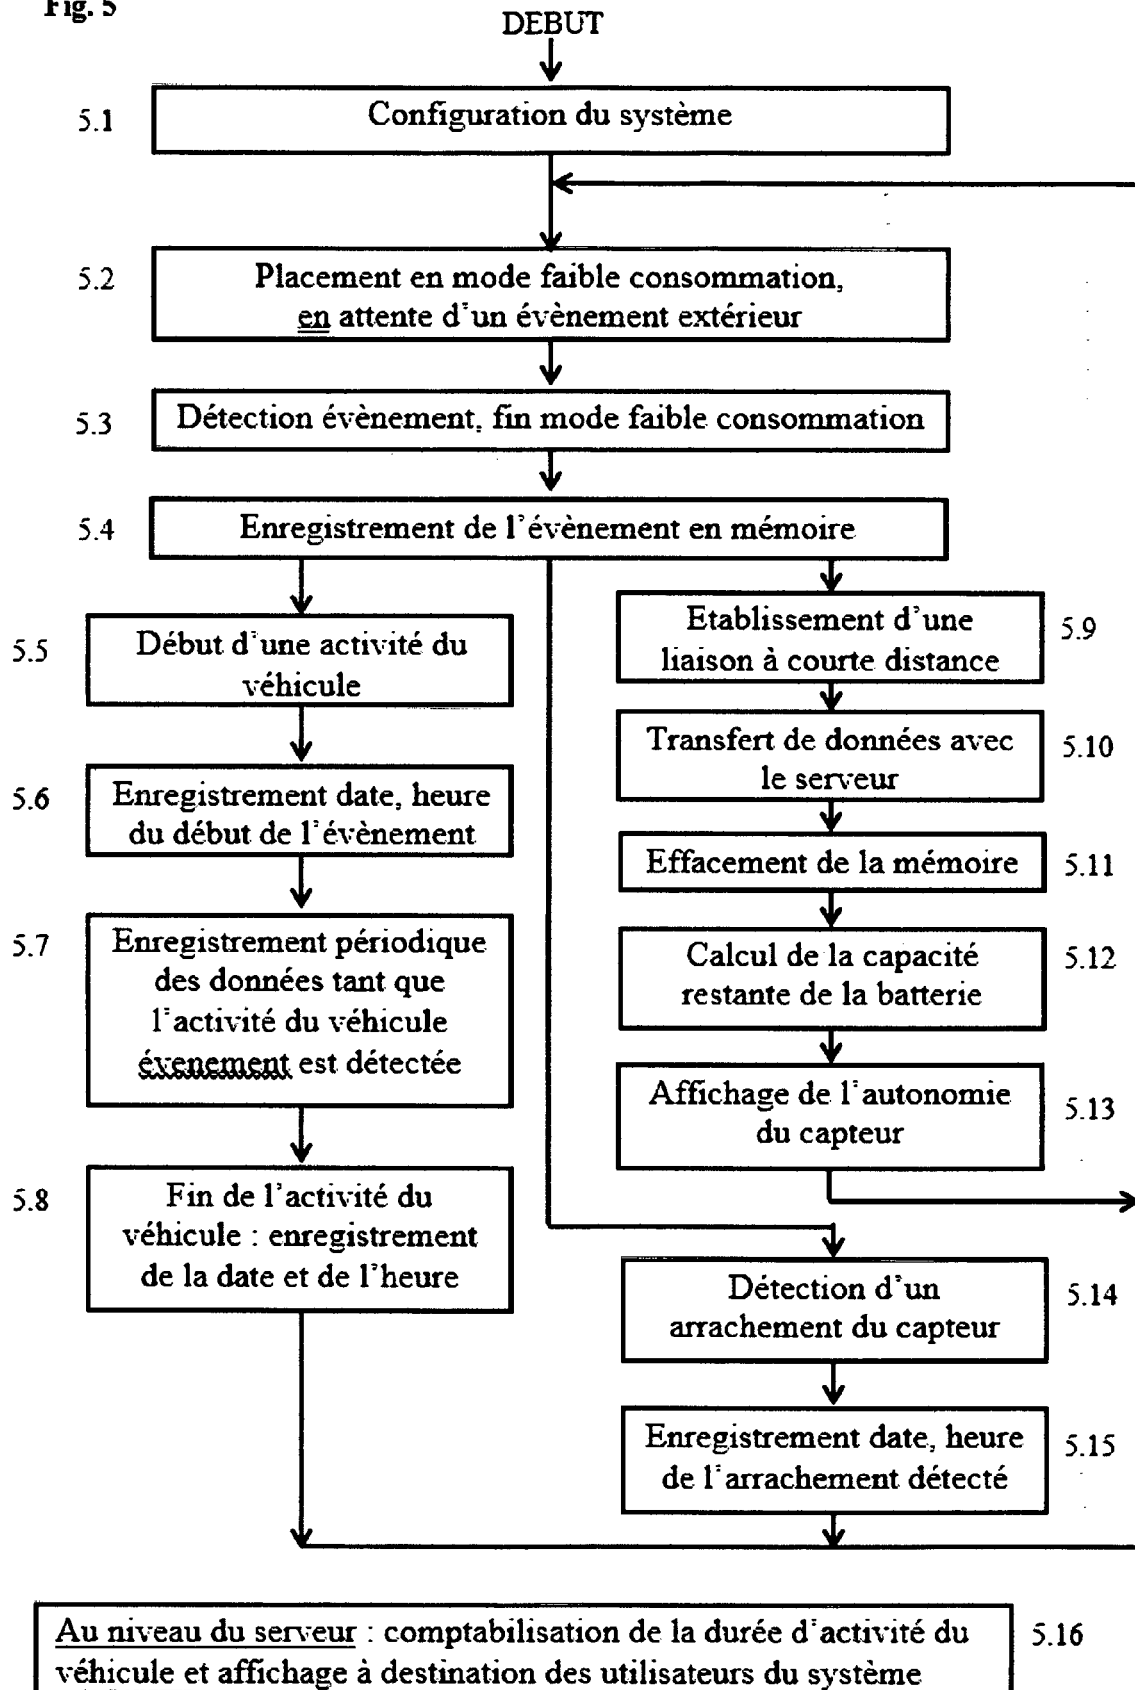 Fig. 5
DEBUT
5.1
Configuration du système
5.2
Placement en mode faible consommation,
en attente d'un évènement extérieur
5.3
Détection évènement, fin mode faible consommation
5.4
Enregistrement de l'évènement en mémoire
5.5
Début d'une activité du
véhicule
5.6
Enregistrement date, heure
du début de l'évènement
5.7
Enregistrement périodique
des données tant que
l'activité du véhicule
évenement est détectée
5.8
Fin de l'activité du
véhicule : enregistrement
de la date et de l'heure
Etablissement d'une
liaison à courte distance
5.9
Transfert de données avec
le serveur
5.10
Effacement de la mémoire
5.11
Calcul de la capacité
restante de la batterie
5.12
Affichage de l'autonomie
du capteur
5.13
Détection d'un
arrachement du capteur
5.14
Enregistrement date, heure
de l'arrachement détecté
5.15
Au niveau du serveur : comptabilisation de la durée d'activité du
véhicule et affichage à destination des utilisateurs du système
5.16